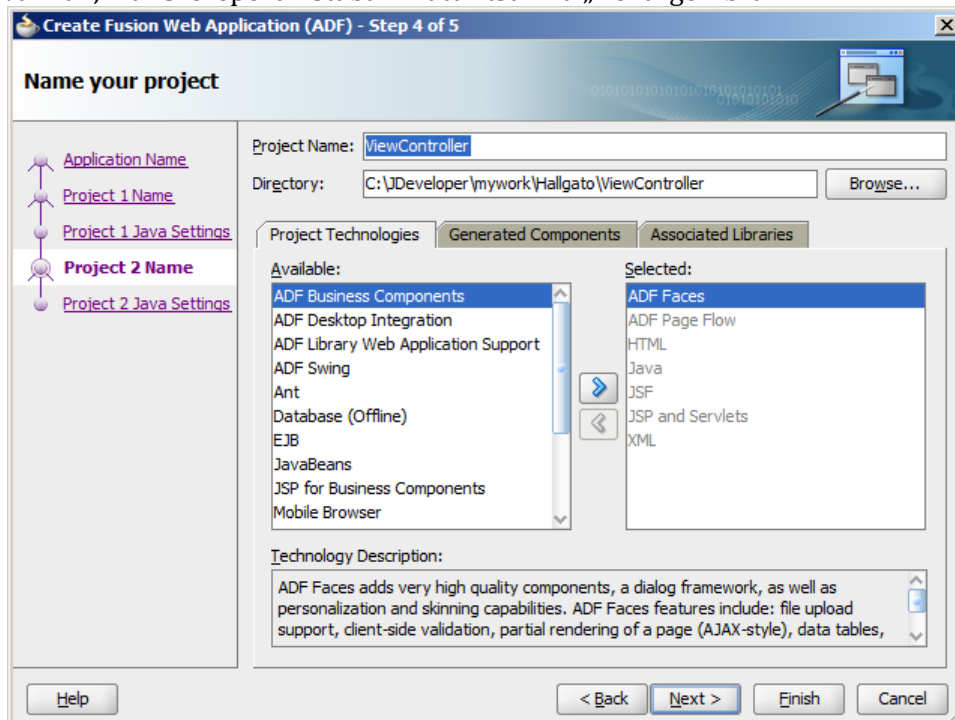 Create Fusion Web Application (ADF) - Step 4 of 5
Name your project
Application Name
Project 1 Name
Project 1 Java Settings
Project 2 Name
Project 2 Java Settings
Project Name: ViewController
Directory: C:\JDeveloper\mywork\Hallgato\ViewController Browse...
Project Technologies Generated Components Associated Libraries
Available:
ADF Business Components
ADF Desktop Integration
ADF Library Web Application Support
ADF Swing
Ant
Database (Offline)
EJB
JavaBeans
JSP for Business Components
Mobile Browser
Selected:
ADF Faces
ADF Page Flow
HTML
Java
JSF
JSP and Servlets
XML
Technology Description:
ADF Faces adds very high quality components, a dialog framework, as well as
personalization and skinning capabilities. ADF Faces features include: file upload
support, client-side validation, partial rendering of a page (AJAX-style), data tables,
Help < Back Next > Finish Cancel